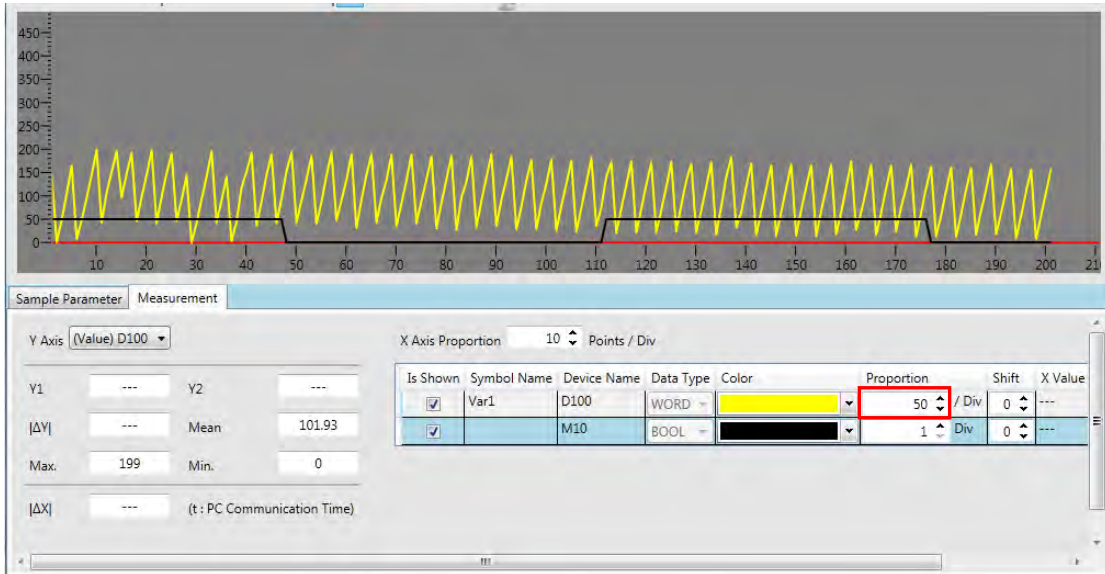 450
400
350
300
250
200
150
100
50
0
10 20 30 40 50 60 70 80 90 100 110 120 130 140 150 160 170 180 190 200 21
Sample Parameter Measurement
Y Axis (Value) D100 X Axis Proportion 10 Points / Div
Is Shown Symbol Name Device Name Data Type Color Proportion Shift X Value
Var1 D100 WORD 50 / Div 0 ---
M10 BOOL 1 Div 0 ---
Y1 --- Y2 ---
|ΔY| --- Mean 101.93
Max. 199 Min. 0
|ΔX| --- (t : PC Communication Time)